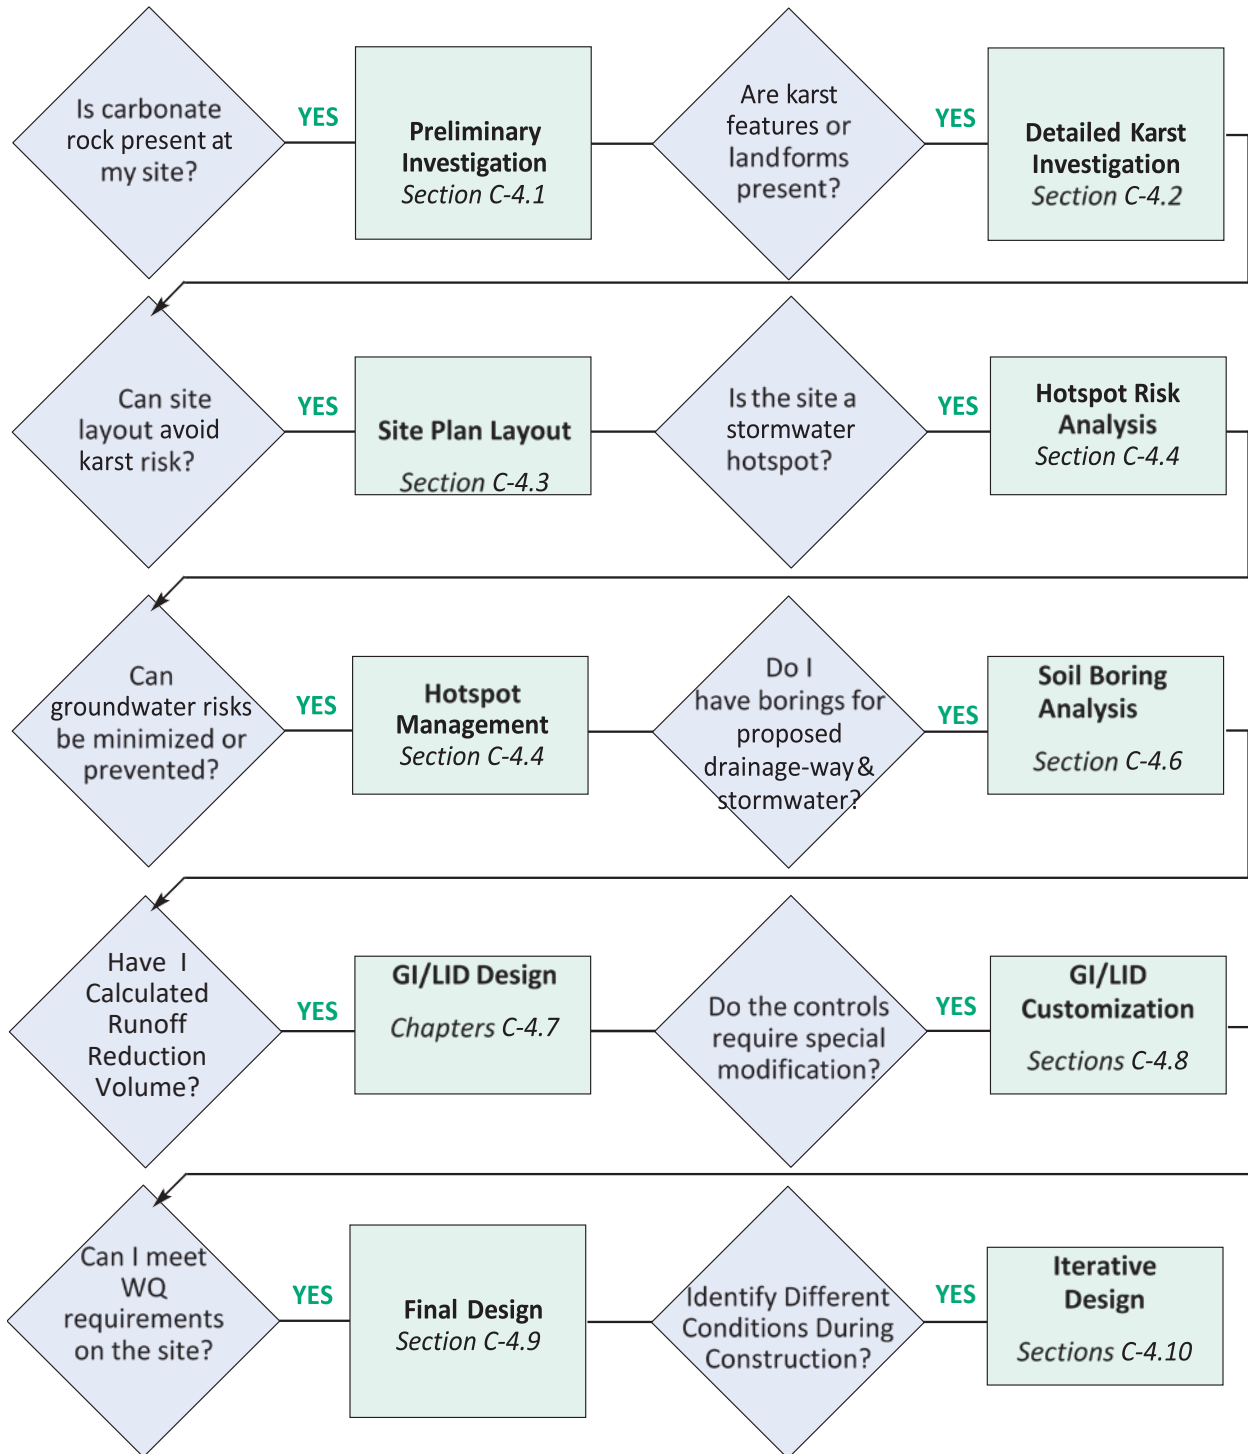 Is carbonate
rock present at
my site?
YES
Preliminary
Investigation
Section C-4.1
Are karst
features or
landforms
present?
YES
Detailed Karst
Investigation
Section C-4.2
Can site
layout avoid
karst risk?
YES
Site Plan Layout
Section C-4.3
Is the site a
stormwater
hotspot?
YES
Hotspot Risk
Analysis
Section C-4.4
Can
groundwater risks
be minimized or
prevented?
YES
Hotspot
Management
Section C-4.4
Do I
have borings for
proposed
drainage-way &
stormwater?
YES
Soil Boring
Analysis
Section C-4.6
Have I
Calculated
Runoff
Reduction
Volume?
YES
GI/LID Design
Chapters C-4.7
Do the controls
require special
modification?
YES
GI/LID
Customization
Sections C-4.8
Can I meet
WQ
requirements
on the site?
YES
Final Design
Section C-4.9
Identify Different
Conditions During
Construction?
YES
Iterative
Design
Sections C-4.10